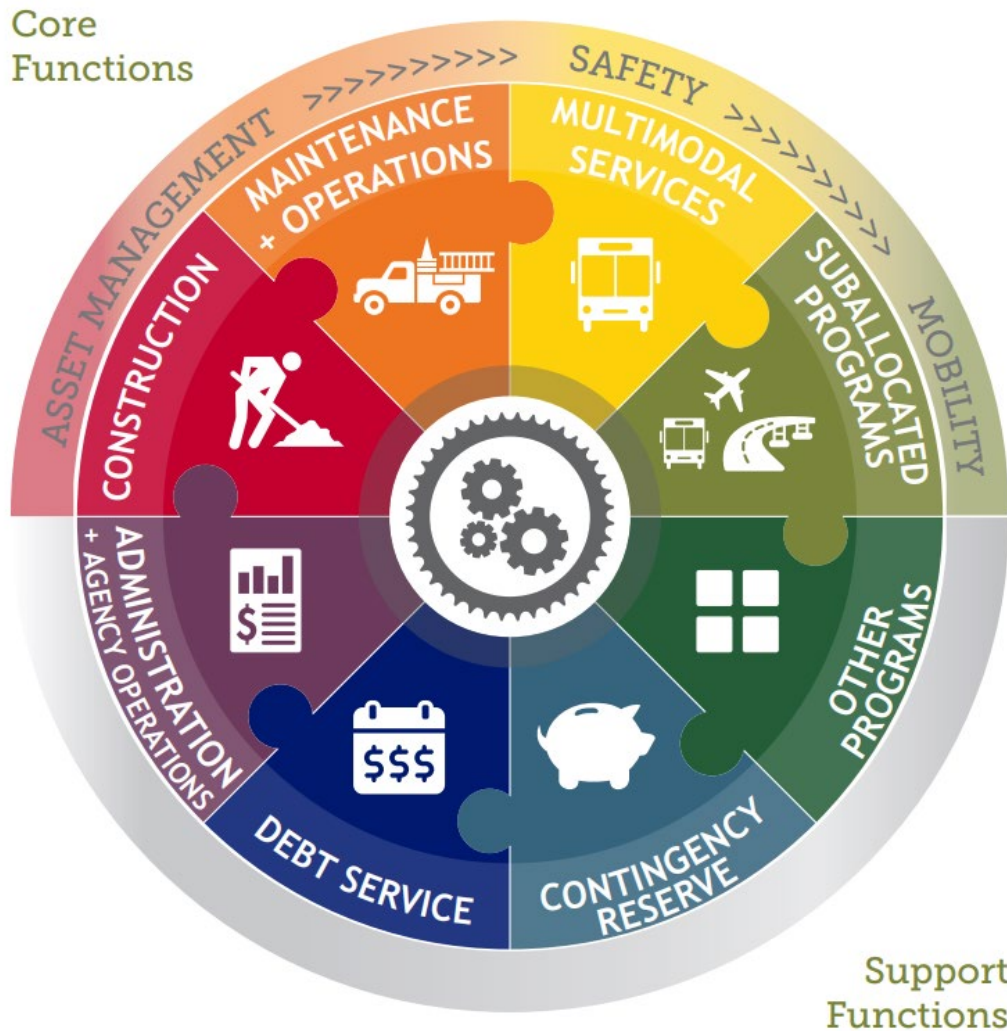 Core
Functions
ASSET MANAGEMENT >>>>>>>>>> SAFETY >>>>>>>>>> MOBILITY
CONSTRUCTION
MAINTENANCE
+ OPERATIONS
MULTIMODAL
SERVICES
SUBALLOCATED
PROGRAMS
OTHER
PROGRAMS
CONTINGENCY
RESERVE
DEBT SERVICE
$$$
ADMINISTRATION
+ AGENCY OPERATIONS
$
Support
Functions